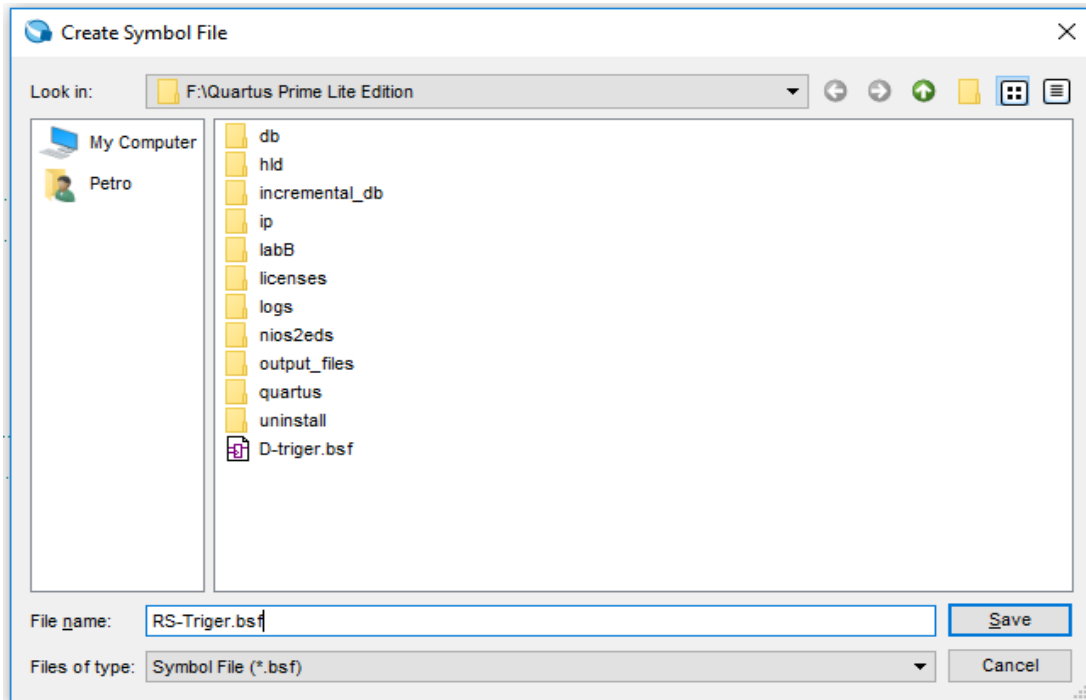 Create Symbol File
Look in:
F:\Quartus Prime Lite Edition
My Computer
Petro
db
hld
incremental_db
ip
labB
licenses
logs
nios2eds
output_files
quartus
uninstall
D-triger.bsf
File name:
RS-Triger.bsf
Save
Files of type:
Symbol File (*.bsf)
Cancel